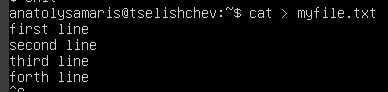 anatolysamaris@tselishchev:~$ cat > myfile.txt
first line
second line
third line
forth line